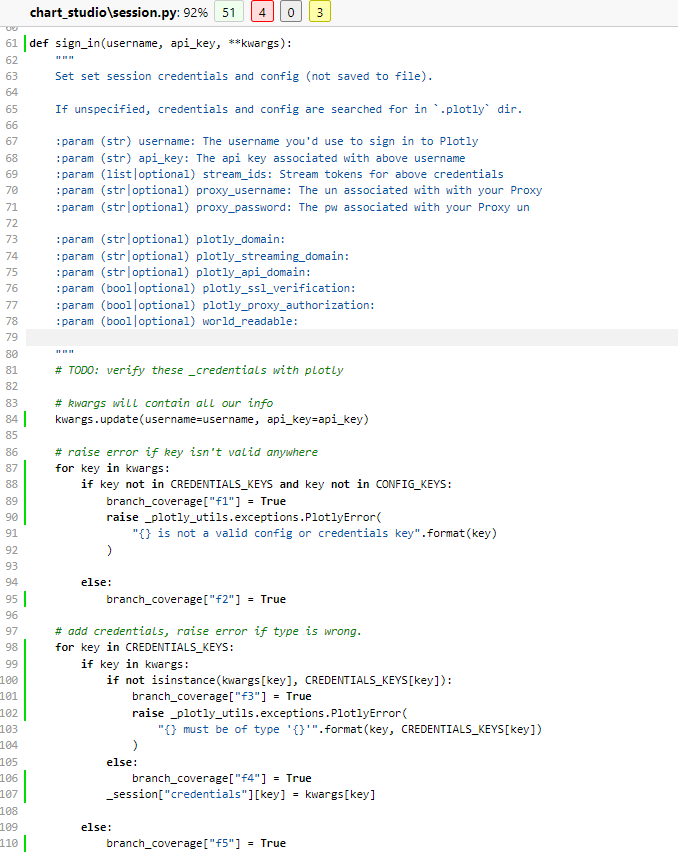 chart_studio\session.py: 92% 51 4 0 3
60
61 def sign_in(username, api_key, **kwargs):
62     """
63     Set set session credentials and config (not saved to file).
64
65     If unspecified, credentials and config are searched for in `.plotly` dir.
66
67     :param (str) username: The username you'd use to sign in to Plotly
68     :param (str) api_key: The api key associated with above username
69     :param (list|optional) stream_ids: Stream tokens for above credentials
70     :param (str|optional) proxy_username: The un associated with with your Proxy
71     :param (str|optional) proxy_password: The pw associated with your Proxy un
72
73     :param (str|optional) plotly_domain:
74     :param (str|optional) plotly_streaming_domain:
75     :param (str|optional) plotly_api_domain:
76     :param (bool|optional) plotly_ssl_verification:
77     :param (bool|optional) plotly_proxy_authorization:
78     :param (bool|optional) world_readable:
79
80     """
81     # TODO: verify these _credentials with plotly
82
83     # kwargs will contain all our info
84     kwargs.update(username=username, api_key=api_key)
85
86     # raise error if key isn't valid anywhere
87     for key in kwargs:
88         if key not in CREDENTIALS_KEYS and key not in CONFIG_KEYS:
89             branch_coverage["f1"] = True
90             raise _plotly_utils.exceptions.PlotlyError(
91                 "{} is not a valid config or credentials key".format(key)
92             )
93
94         else:
95             branch_coverage["f2"] = True
96
97     # add credentials, raise error if type is wrong.
98     for key in CREDENTIALS_KEYS:
99         if key in kwargs:
100             if not isinstance(kwargs[key], CREDENTIALS_KEYS[key]):
101                 branch_coverage["f3"] = True
102                 raise _plotly_utils.exceptions.PlotlyError(
103                     "{} must be of type '{}'".format(key, CREDENTIALS_KEYS[key])
104                 )
105             else:
106                 branch_coverage["f4"] = True
107             _session["credentials"][key] = kwargs[key]
108
109         else:
110             branch_coverage["f5"] = True